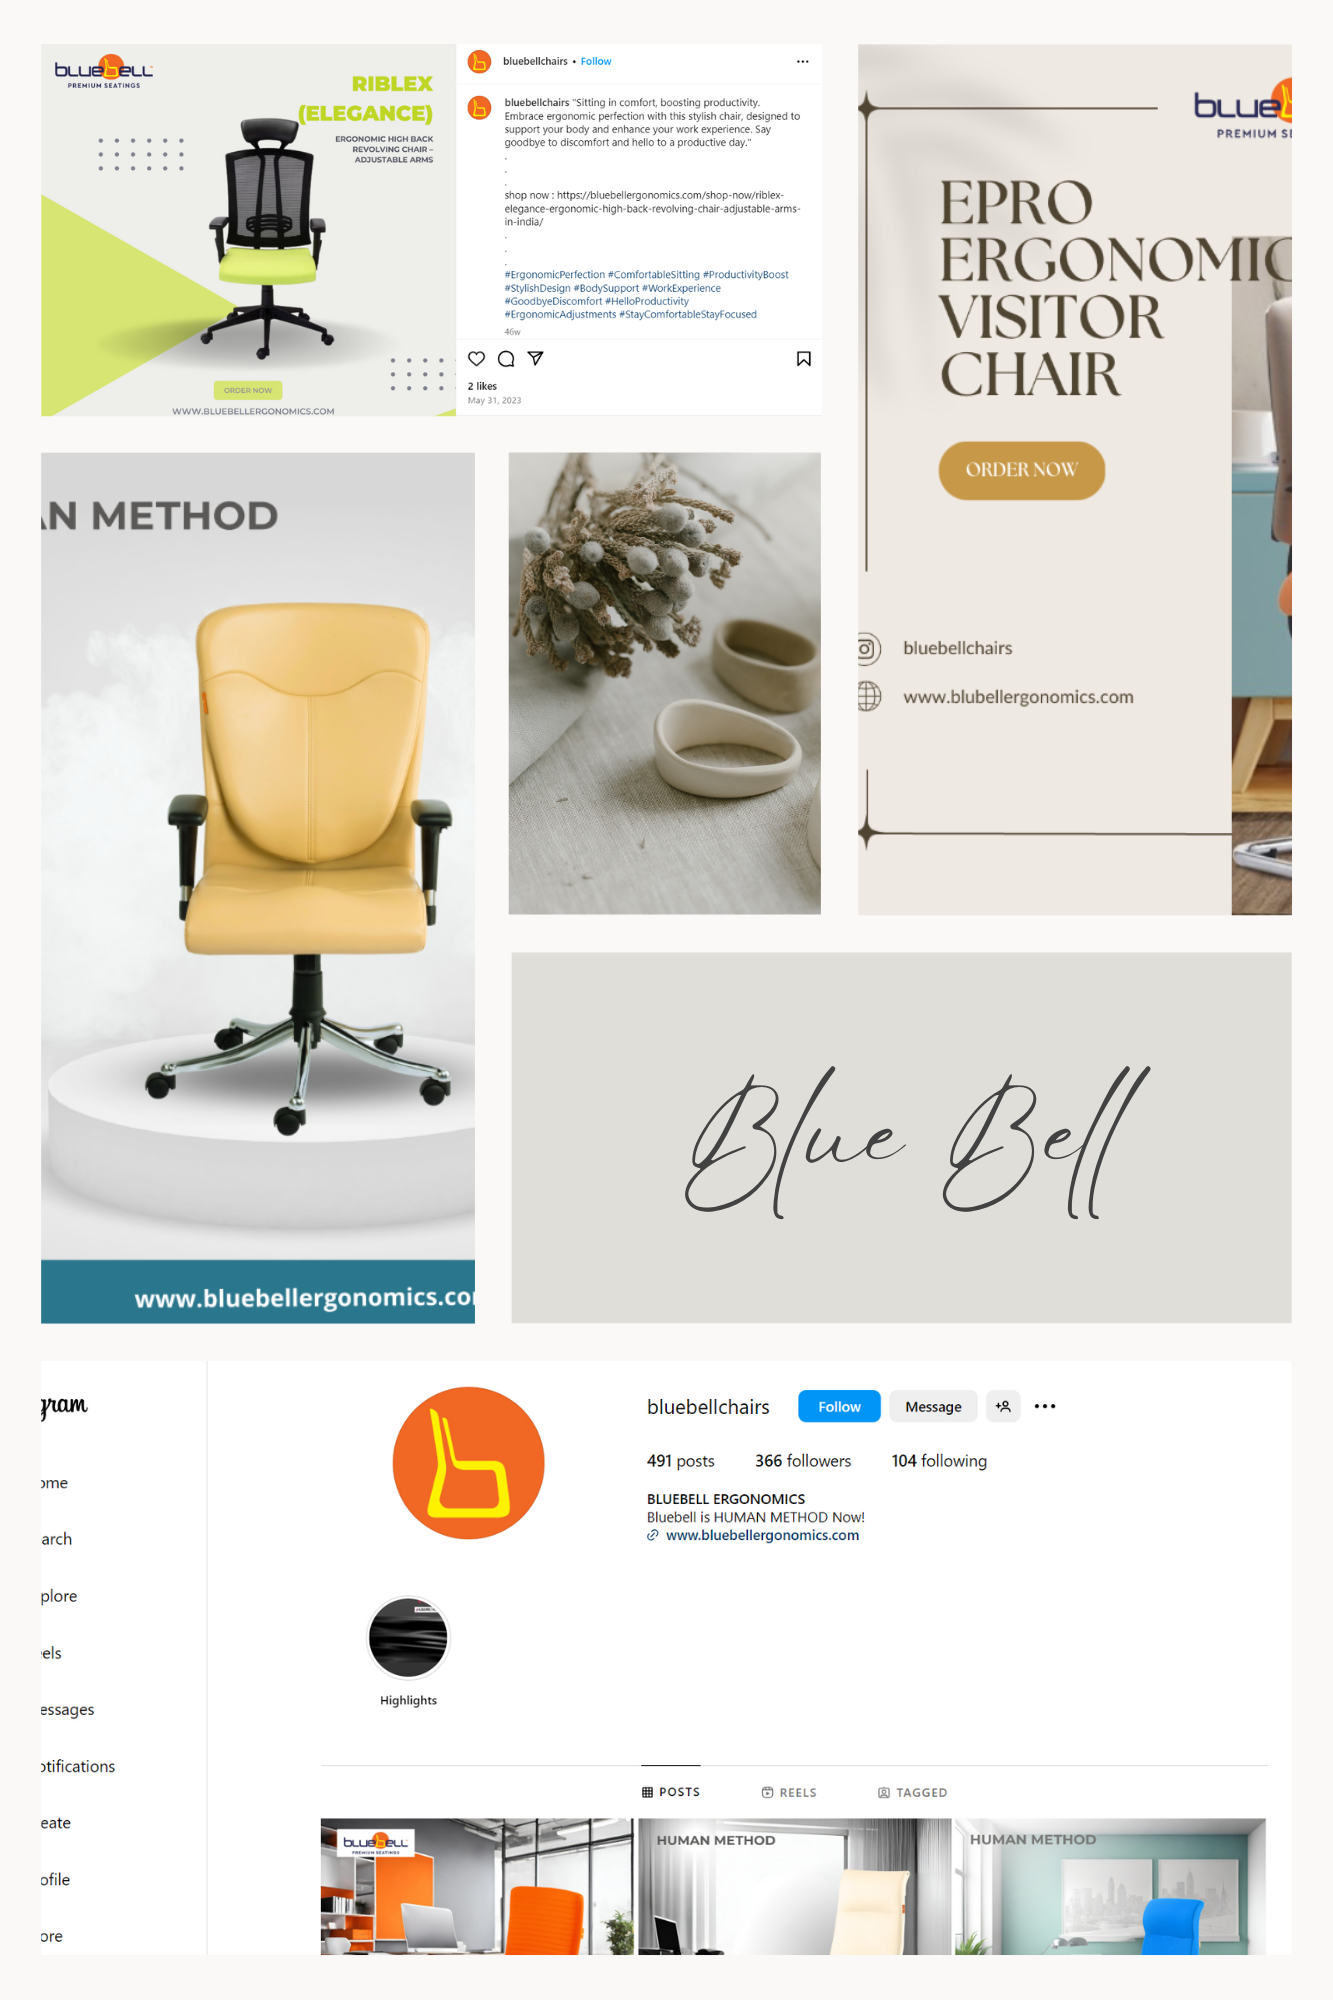 bluebell
PREMIUM SEATINGS
RIBLEX
(ELEGANCE)
ERGONOMIC HIGH BACK
REVOLVING CHAIR –
ADJUSTABLE ARMS
ORDER NOW
WWW.BLUEBELLERGONOMICS.COM
bluebellchairs • Follow
bluebellchairs "Sitting in comfort, boosting productivity.
Embrace ergonomic perfection with this stylish chair, designed to
support your body and enhance your work experience. Say
goodbye to discomfort and hello to a productive day."
.
.
.
shop now : https://bluebellergonomics.com/shop-now/riblex-
elegance-ergonomic-high-back-revolving-chair-adjustable-arms-
in-india/
.
.
.
#ErgonomicPerfection #ComfortableSitting #ProductivityBoost
#StylishDesign #BodySupport #WorkExperience
#GoodbyeDiscomfort #HelloProductivity
#ErgonomicAdjustments #StayComfortableStayFocused
46w
2 likes
May 31, 2023
blue
PREMIUM SE
EPRO
ERGONOMIC
VISITOR
CHAIR
ORDER NOW
bluebellchairs
www.blubellergonomics.com
AN METHOD
www.bluebellergonomics.co
Blue Bell
gram
ome
arch
plore
eels
essages
otifications
eate
ofile
ore
bluebellchairs Follow Message
491 posts 366 followers 104 following
BLUEBELL ERGONOMICS
Bluebell is HUMAN METHOD Now!
www.bluebellergonomics.com
Highlights
POSTS REELS TAGGED
bluebell
PREMIUM SEATINGS
HUMAN METHOD
HUMAN METHOD